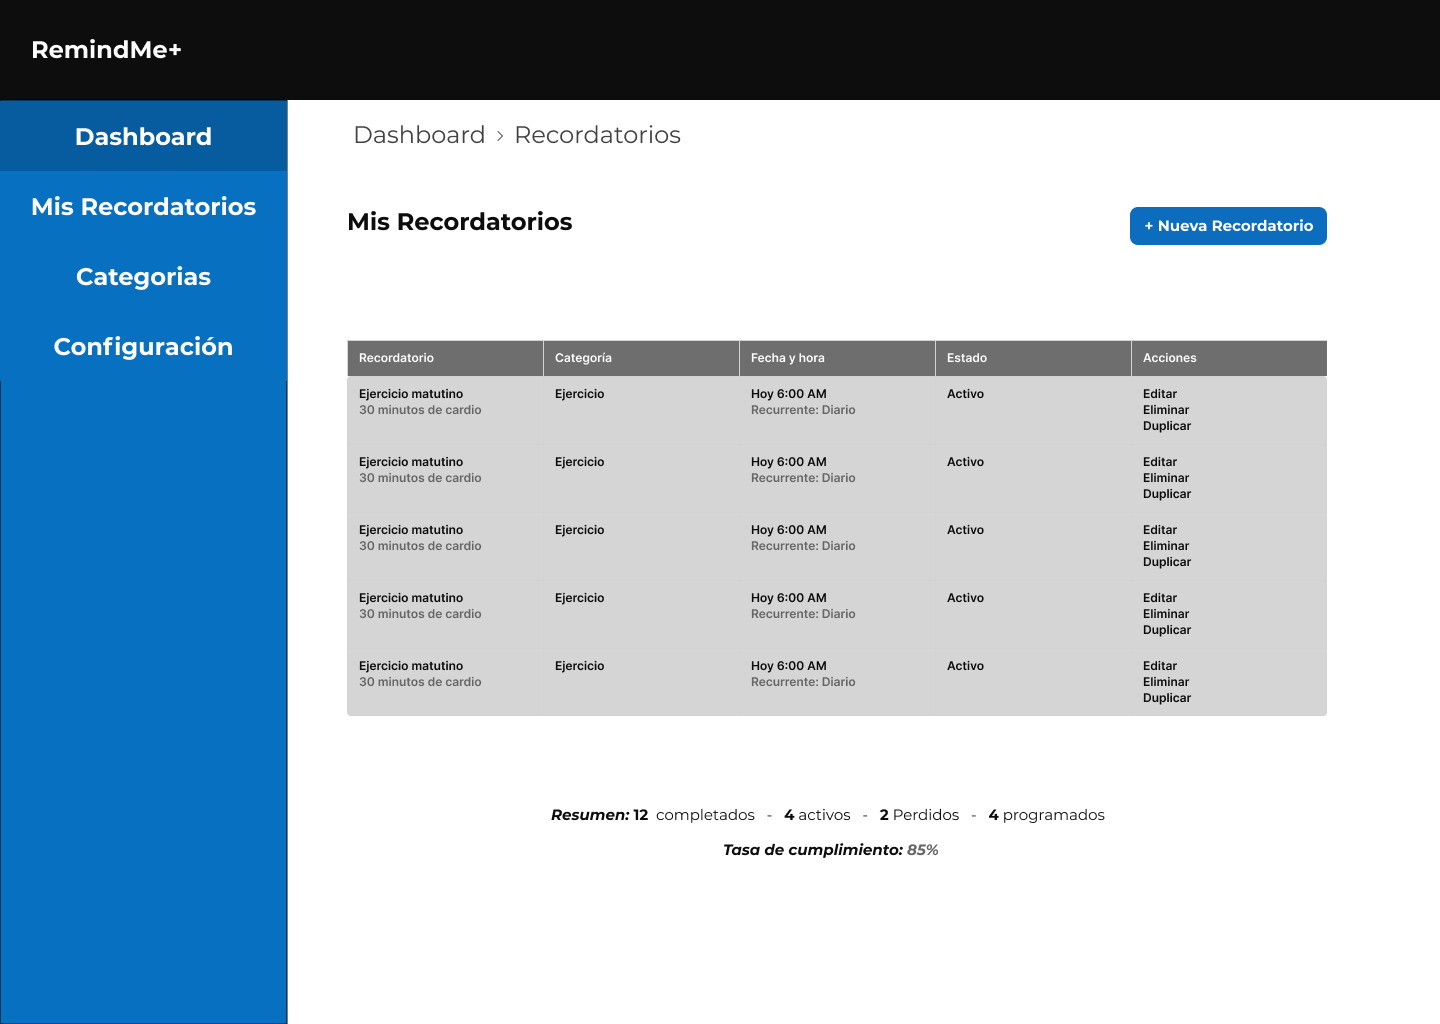 RemindMe+
Dashboard
Mis Recordatorios
Categorias
Configuración
Dashboard › Recordatorios
Mis Recordatorios
+ Nueva Recordatorio
Recordatorio Categoría Fecha y hora Estado Acciones
Ejercicio matutino Ejercicio Hoy 6:00 AM Activo Editar
30 minutos de cardio Recurrente: Diario Eliminar
Duplicar
Ejercicio matutino Ejercicio Hoy 6:00 AM Activo Editar
30 minutos de cardio Recurrente: Diario Eliminar
Duplicar
Ejercicio matutino Ejercicio Hoy 6:00 AM Activo Editar
30 minutos de cardio Recurrente: Diario Eliminar
Duplicar
Ejercicio matutino Ejercicio Hoy 6:00 AM Activo Editar
30 minutos de cardio Recurrente: Diario Eliminar
Duplicar
Ejercicio matutino Ejercicio Hoy 6:00 AM Activo Editar
30 minutos de cardio Recurrente: Diario Eliminar
Duplicar
Resumen: 12 completados - 4 activos - 2 Perdidos - 4 programados
Tasa de cumplimiento: 85%